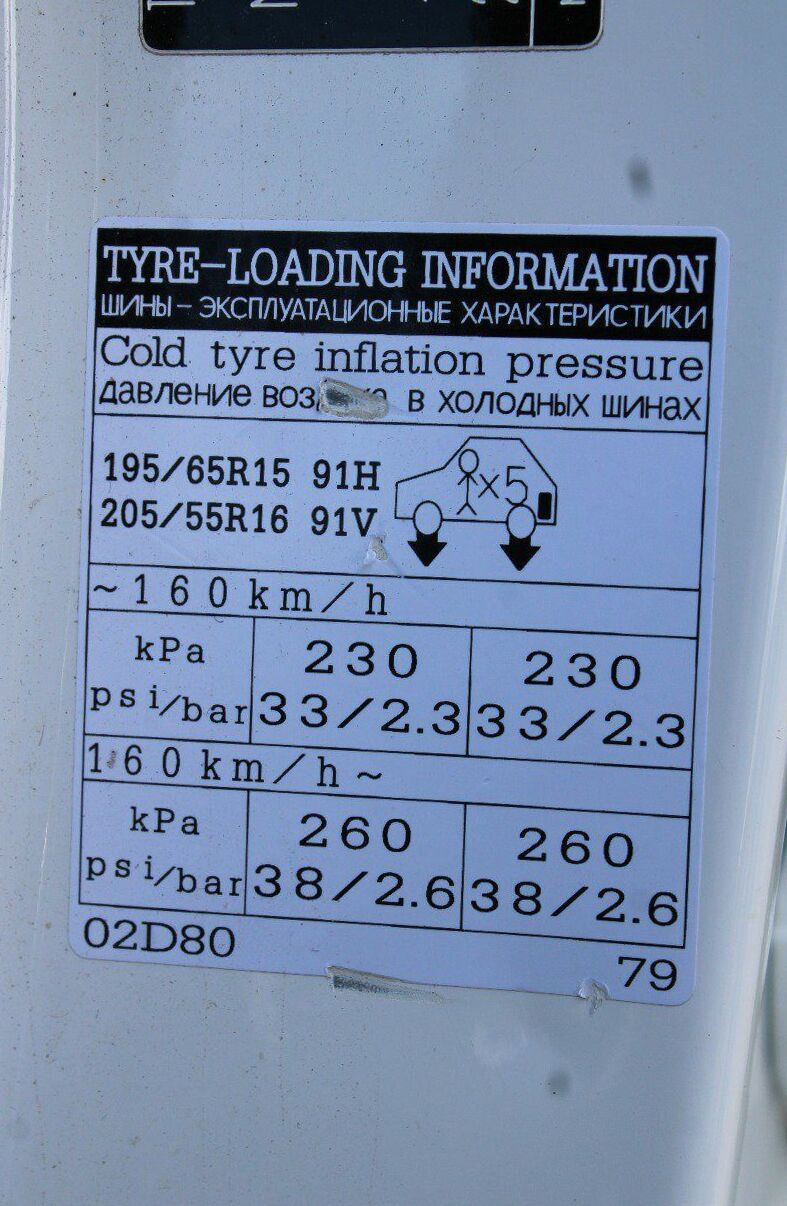 TYRE-LOADING INFORMATION
ШИНЫ - ЭКСПЛУАТАЦИОННЫЕ ХАРАКТЕРИСТИКИ
Cold tyre inflation pressure
давление в холодных шинах
195/65R15 91H
205/55R16 91V
×5
~160km/h
kPa 230 230
psi/bar 33/2.3 33/2.3
160km/h~
kPa 260 260
psi/bar 38/2.6 38/2.6
02D80 79